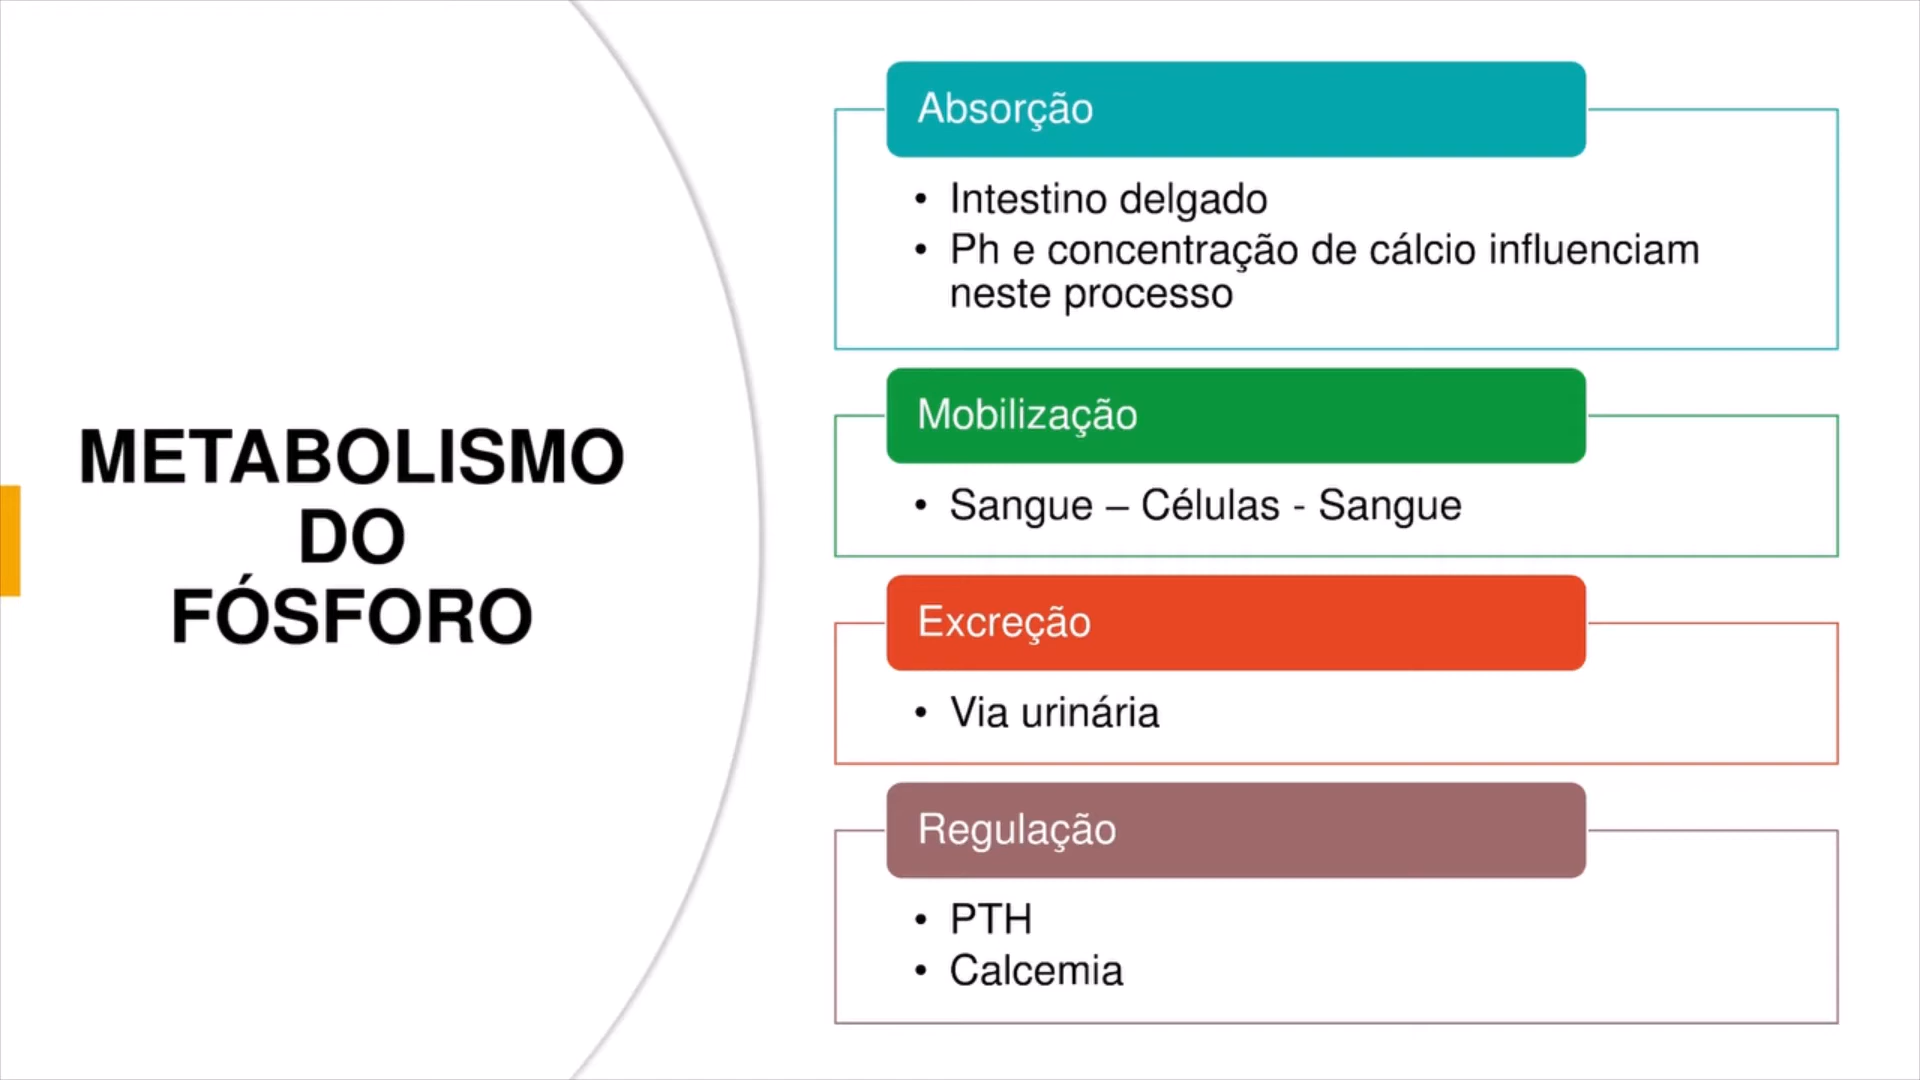 METABOLISMO
DO
FÓSFORO
Absorção
• Intestino delgado
• Ph e concentração de cálcio influenciam
neste processo
Mobilização
• Sangue – Células - Sangue
Excreção
• Via urinária
Regulação
• PTH
• Calcemia